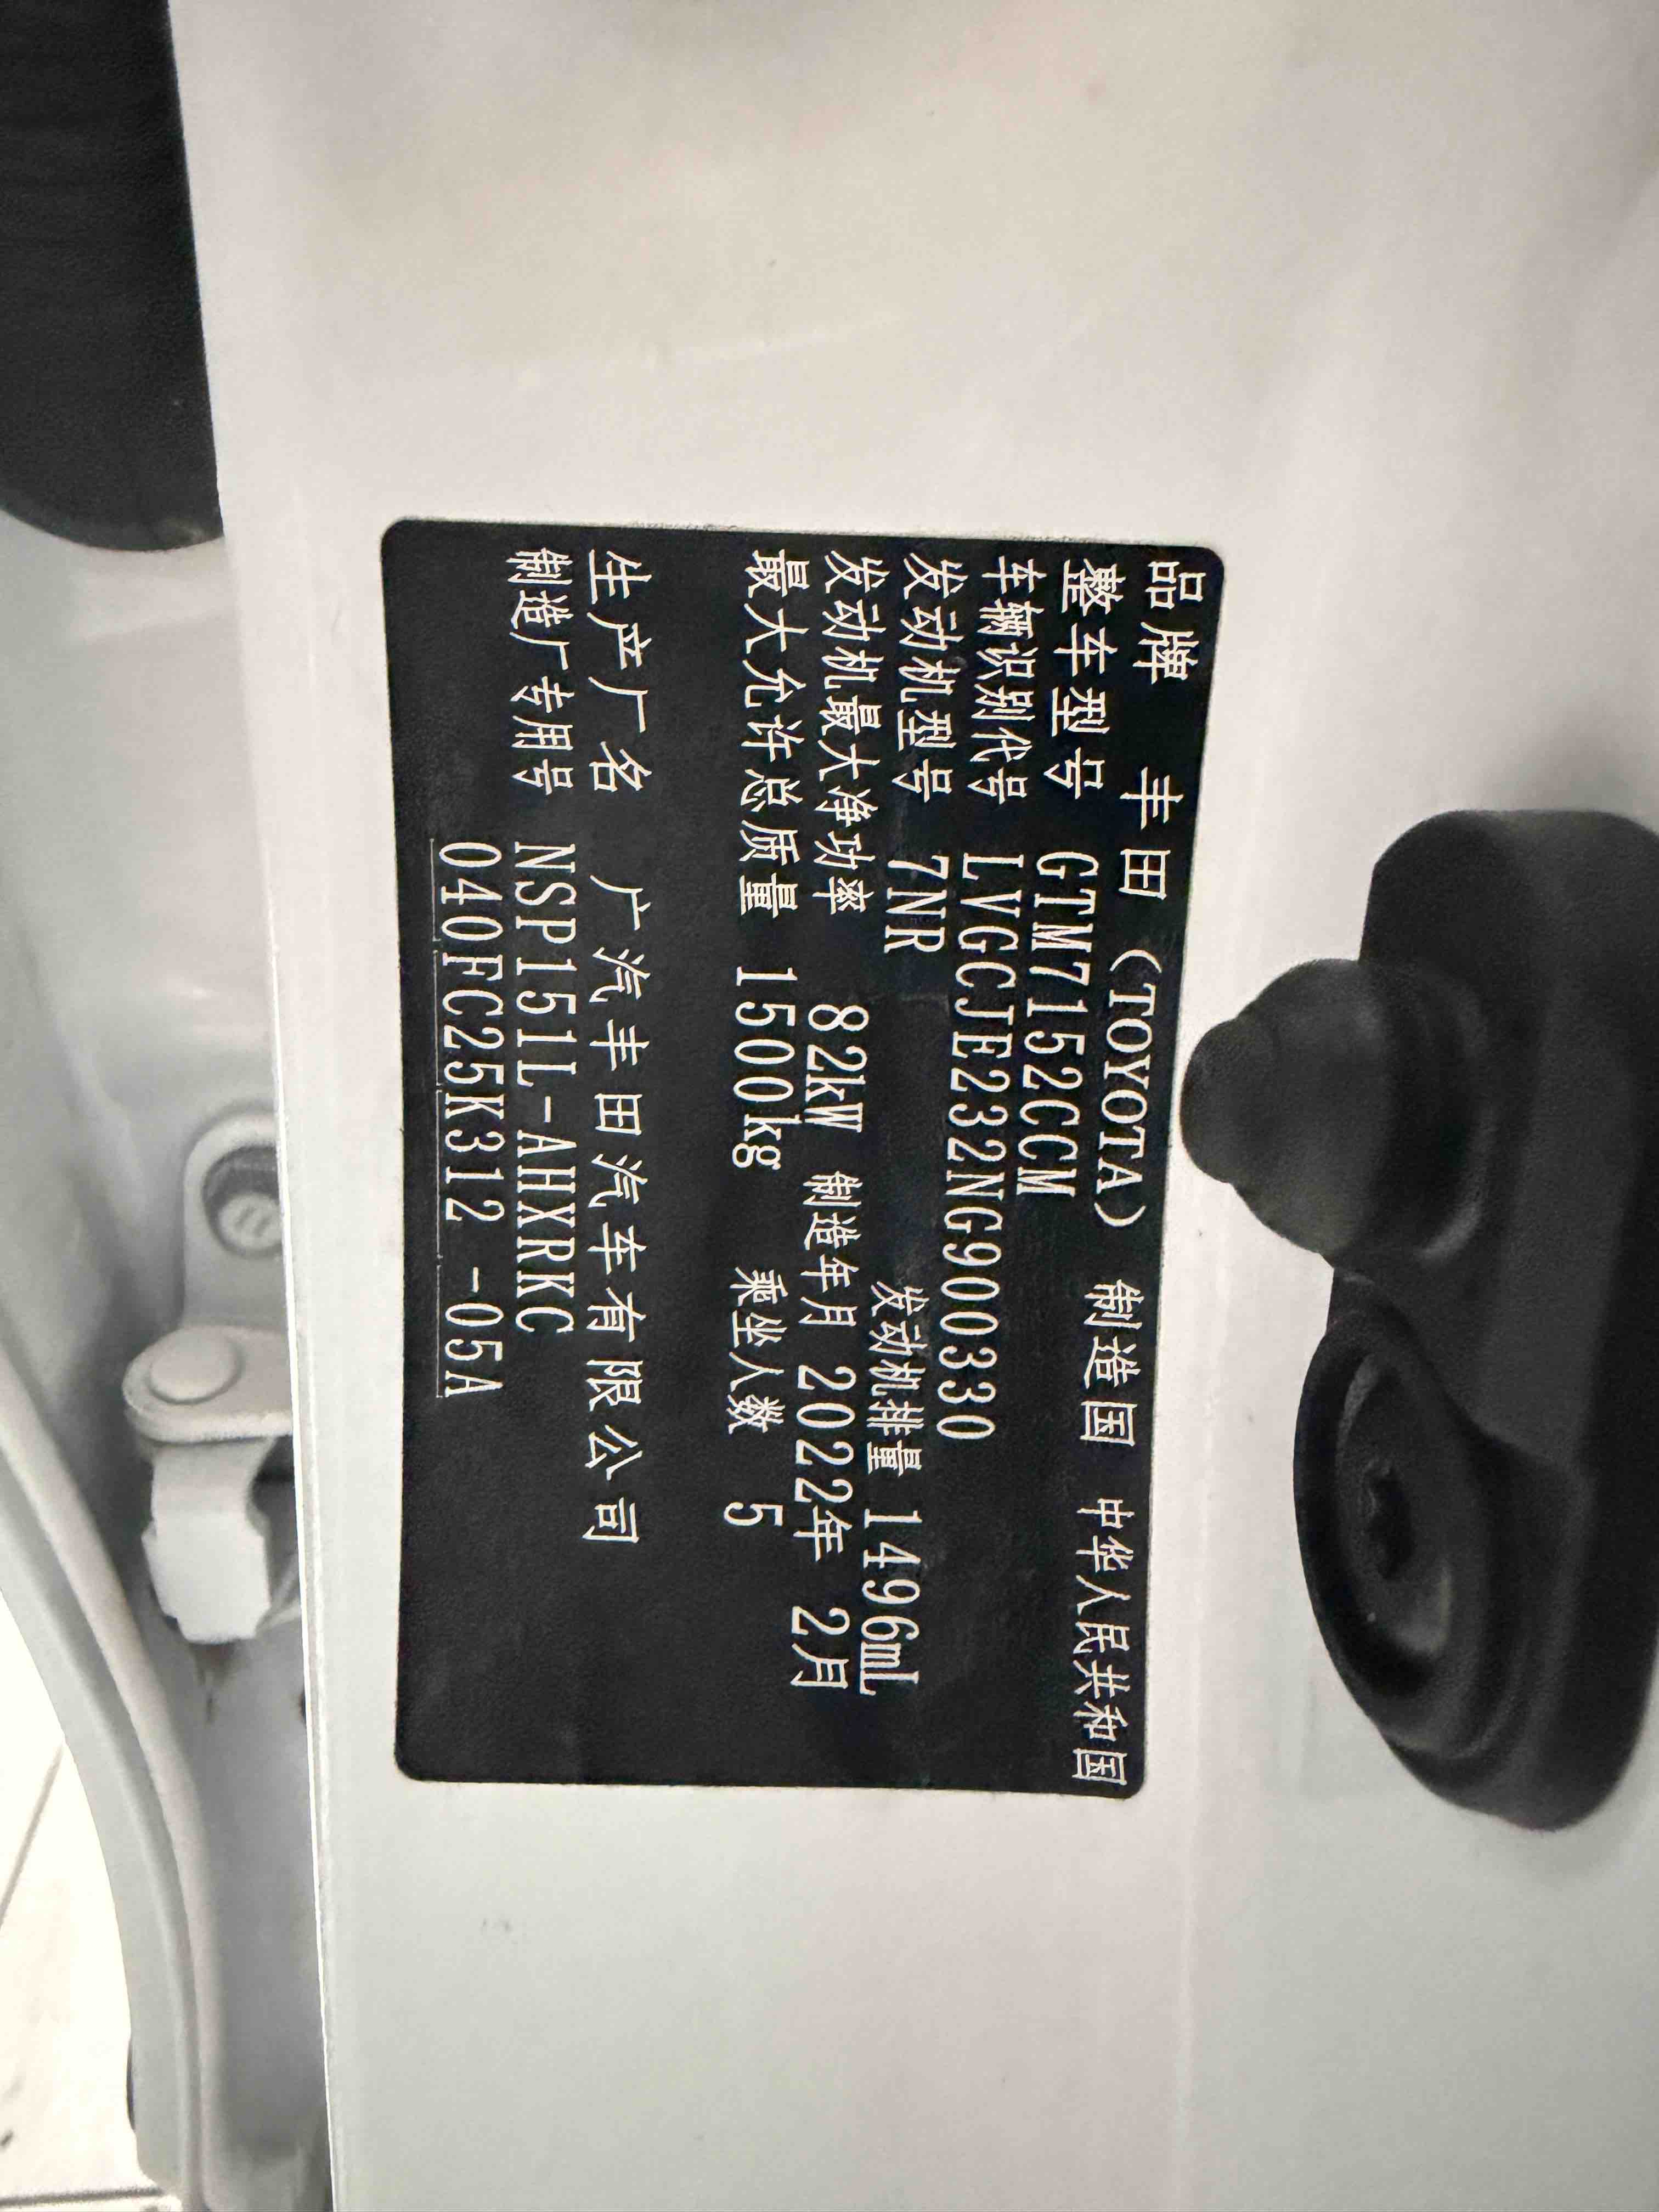 品牌 丰田 (TOYOTA) 制造国 中华人民共和国
整车型号 GTM7152CCM
车辆识别代号 LVGCJE232NG900330
发动机型号 7NR 发动机排量 1496mL
发动机最大净功率 82kW 制造年月 2022年 2月
最大允许总质量 1500kg 乘坐人数 5
生产厂名 广汽丰田汽车有限公司
制造厂专用号 NSP151L-AHXRKC
040FC25K312 -05A